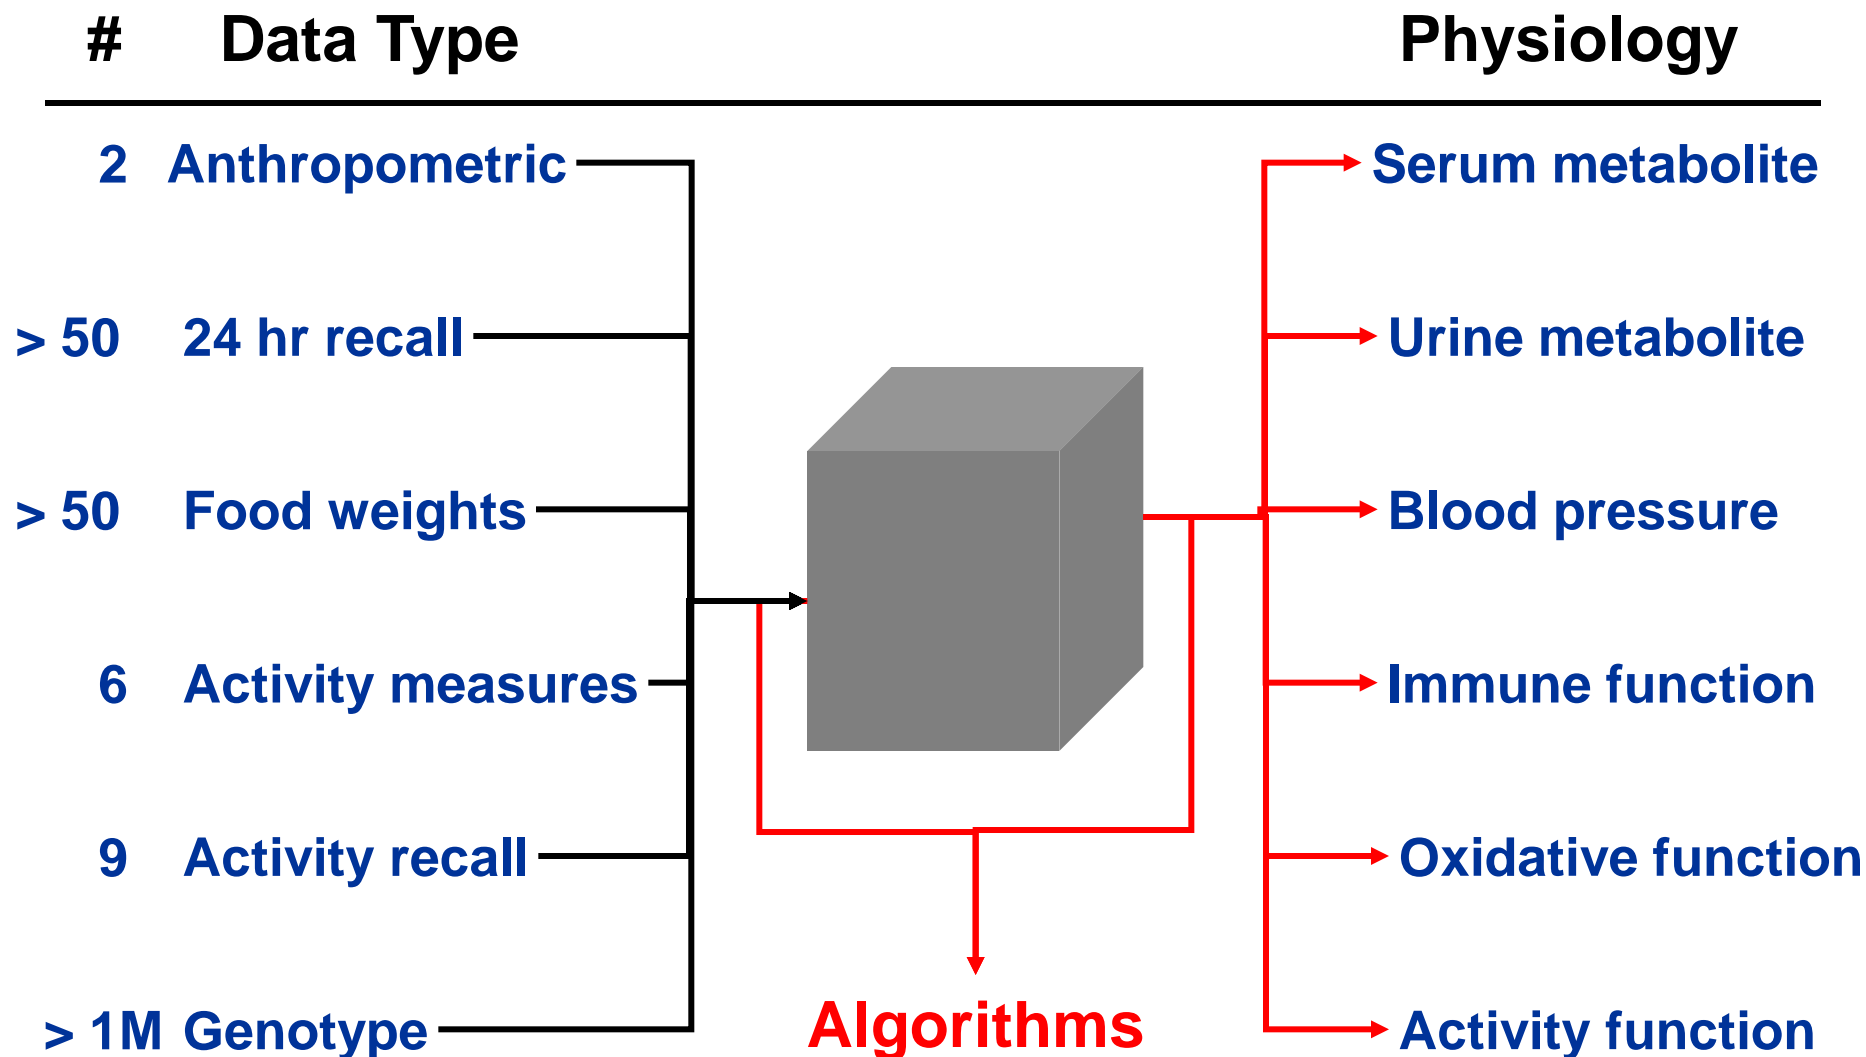 # Data Type Physiology
2 Anthropometric Serum metabolite
> 50 24 hr recall Urine metabolite
> 50 Food weights Blood pressure
6 Activity measures Immune function
9 Activity recall Oxidative function
> 1M Genotype Algorithms Activity function